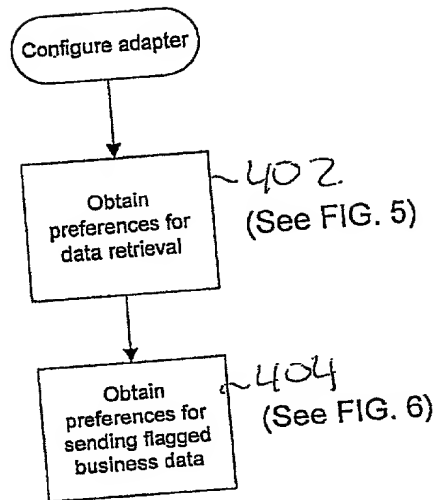 Configure adapter
Obtain
preferences for
data retrieval
402
(See FIG. 5)
Obtain
preferences for
sending flagged
business data
404
(See FIG. 6)